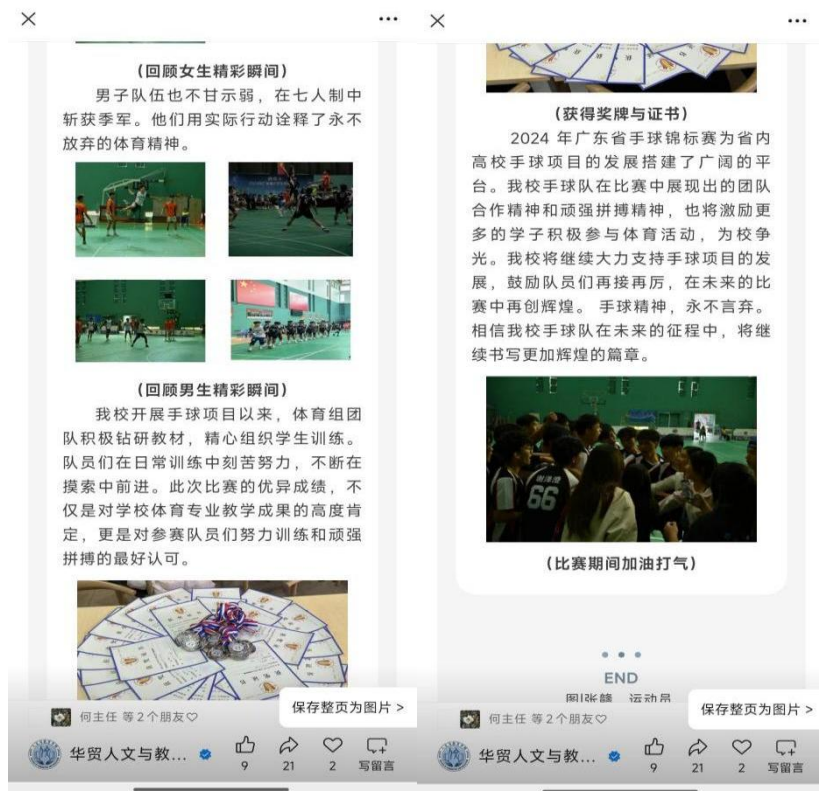 (回顾女生精彩瞬间)
男子队伍也不甘示弱，在七人制中
斩获季军。他们用实际行动诠释了永不
放弃的体育精神。
(回顾男生精彩瞬间)
我校开展手球项目以来，体育组团
队积极钻研教材，精心组织学生训练。
队员们在日常训练中刻苦努力，不断在
摸索中前进。此次比赛的优异成绩，不
仅是对学校体育专业教学成果的高度肯
定，更是对参赛队员们努力训练和顽强
拼搏的最好认可。
何主任 等2个朋友♡
保存整页为图片 >
华贸人文与教...
9
21
2
写留言
(获得奖牌与证书)
2024 年广东省手球锦标赛为省内
高校手球项目的发展搭建了广阔的平
台。我校手球队在比赛中展现出的团队
合作精神和顽强拼搏精神，也将激励更
多的学子积极参与体育活动，为校争
光。我校将继续大力支持手球项目的发
展，鼓励队员们再接再厉，在未来的比
赛中再创辉煌。 手球精神，永不言弃。
相信我校手球队在未来的征程中，将继
续书写更加辉煌的篇章。
66
(比赛期间加油打气)
END
图|张赣 运动员
何主任 等2个朋友♡
保存整页为图片 >
华贸人文与教...
9
21
2
写留言